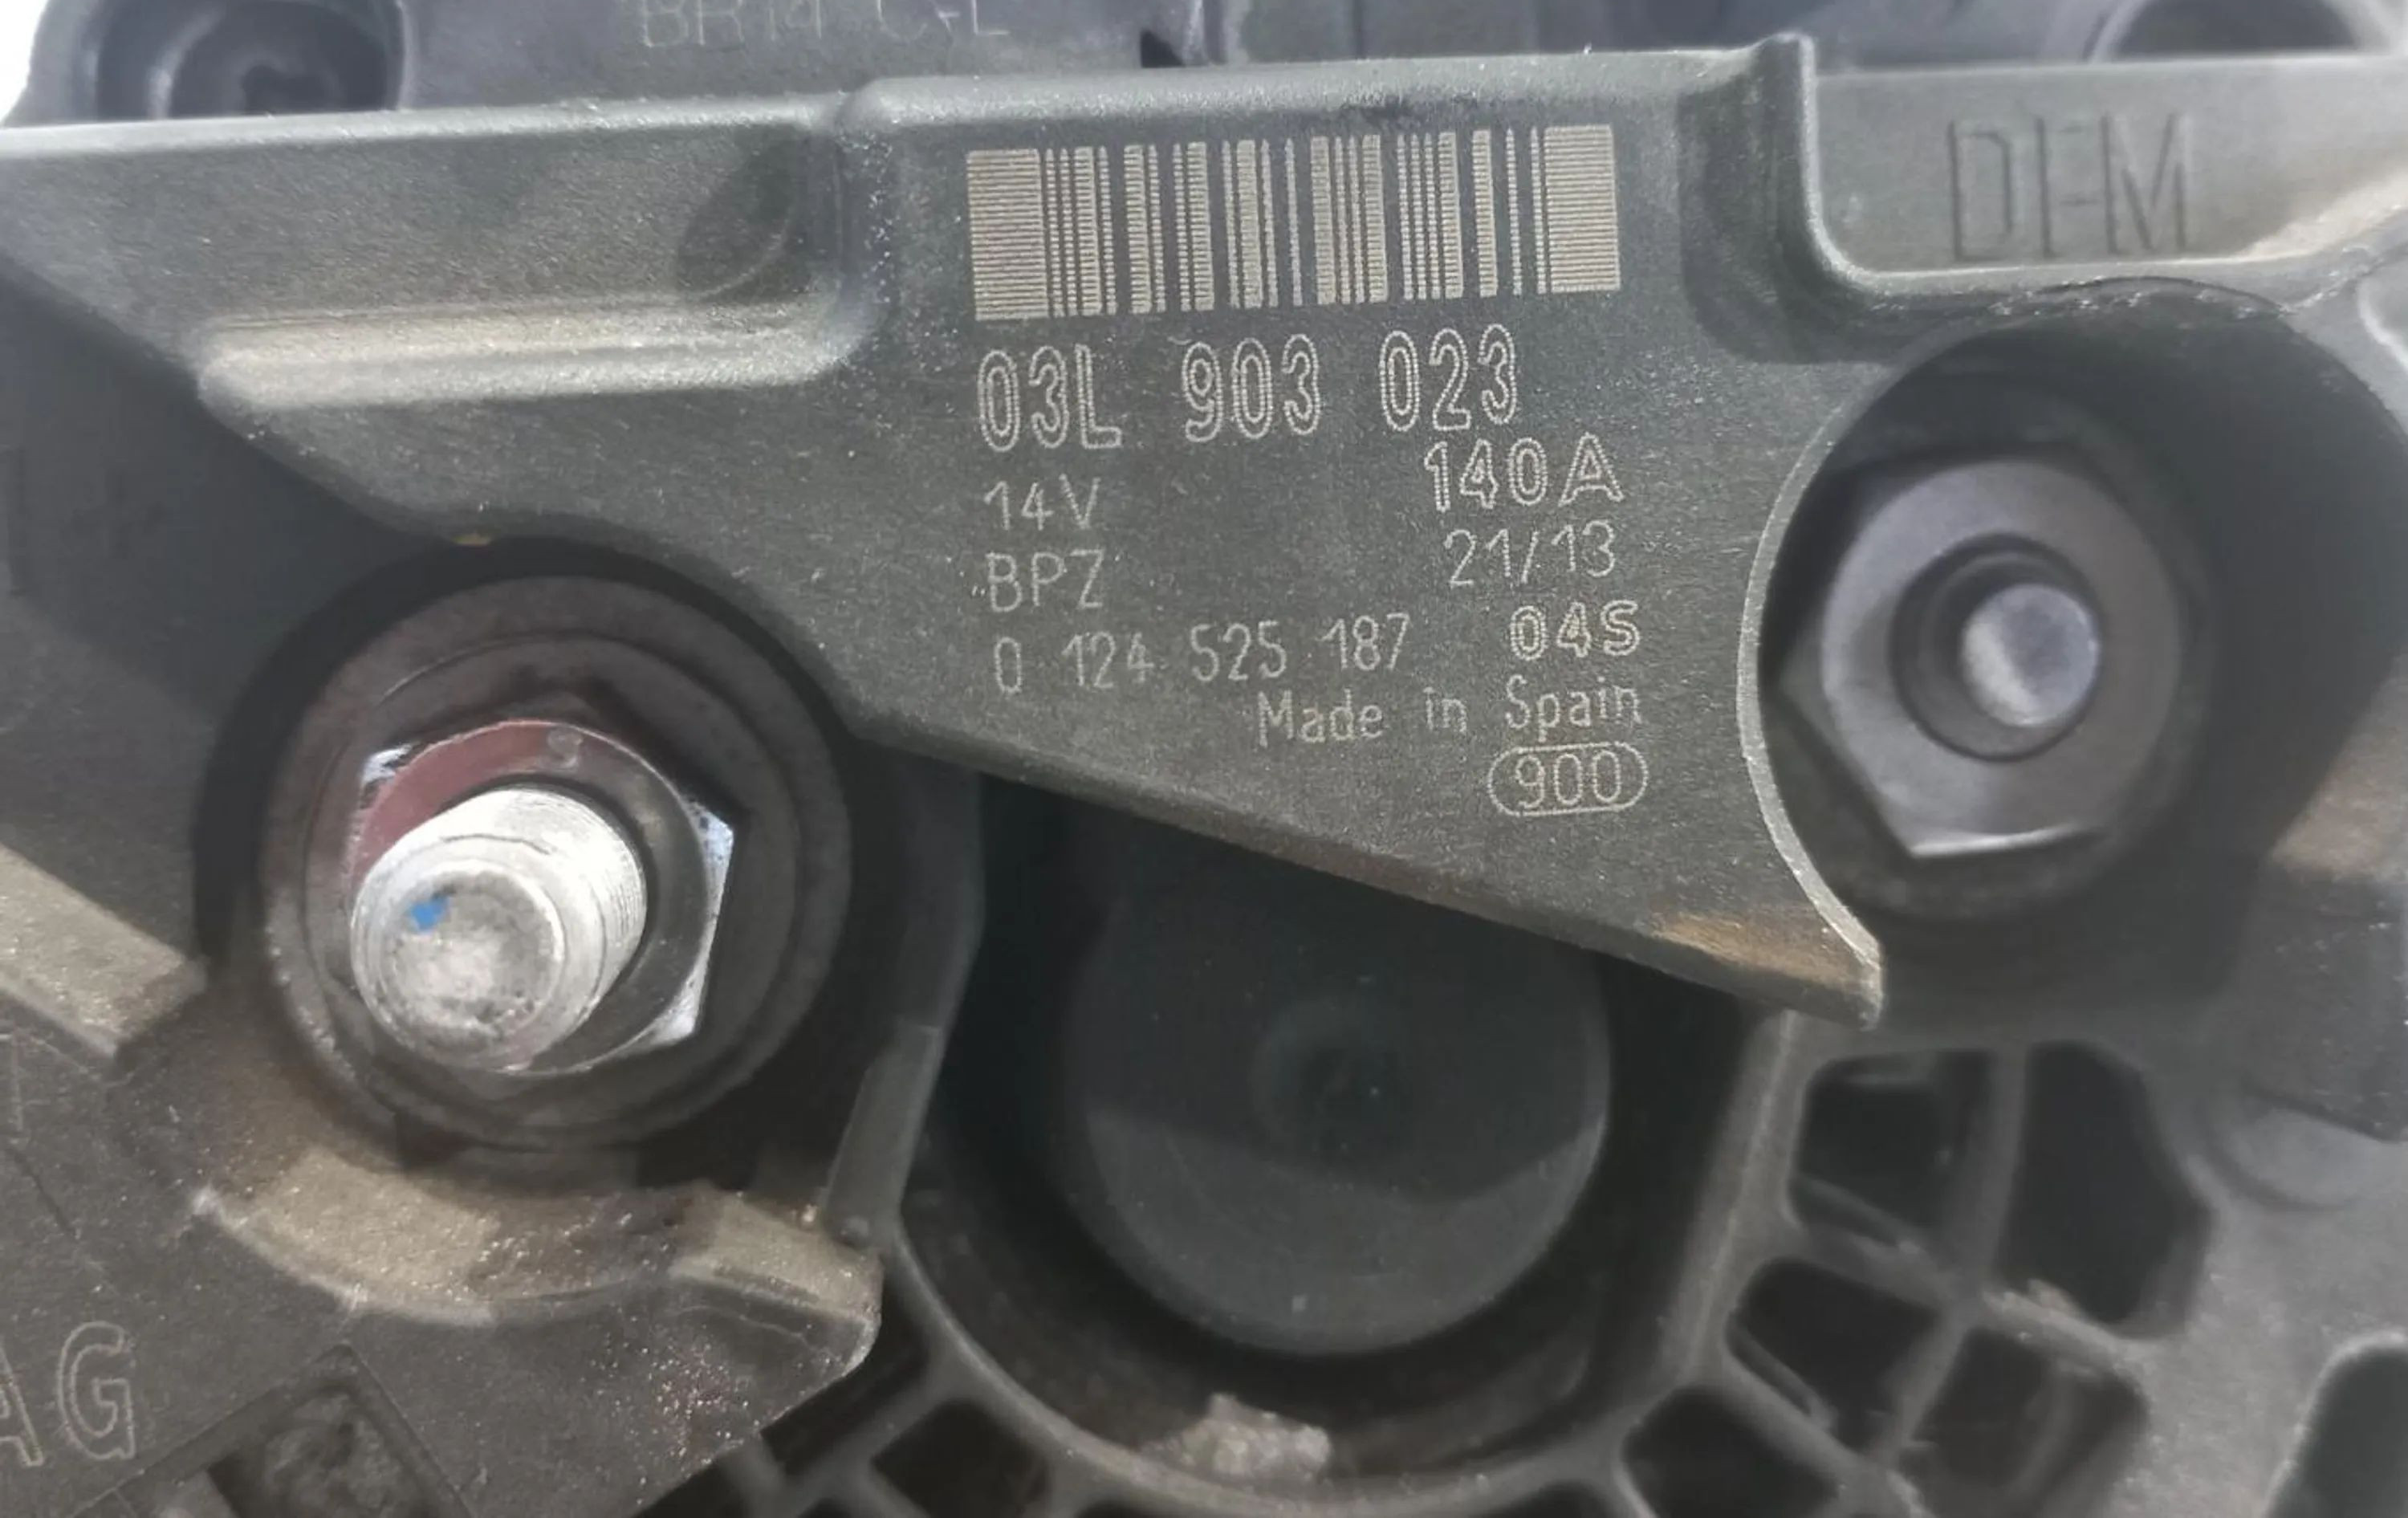 BR14 C-L
DFM
03L 903 023
140A
14V
21/13
BPZ
0 124 525 187 04S
Made in Spain
900
AG